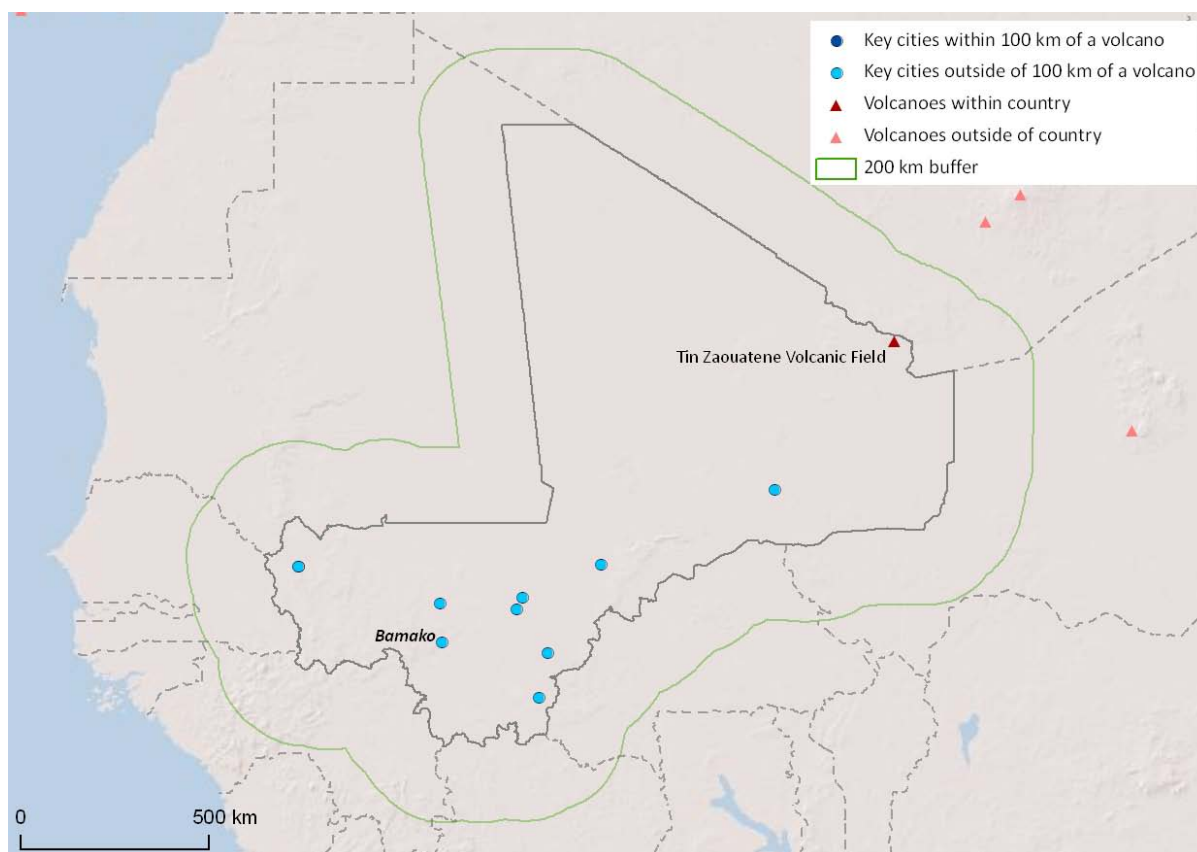 Key cities within 100 km of a volcano
Key cities outside of 100 km of a volcano
Volcanoes within country
Volcanoes outside of country
200 km buffer
Tin Zaouatene Volcanic Field
Bamako
0 500 km